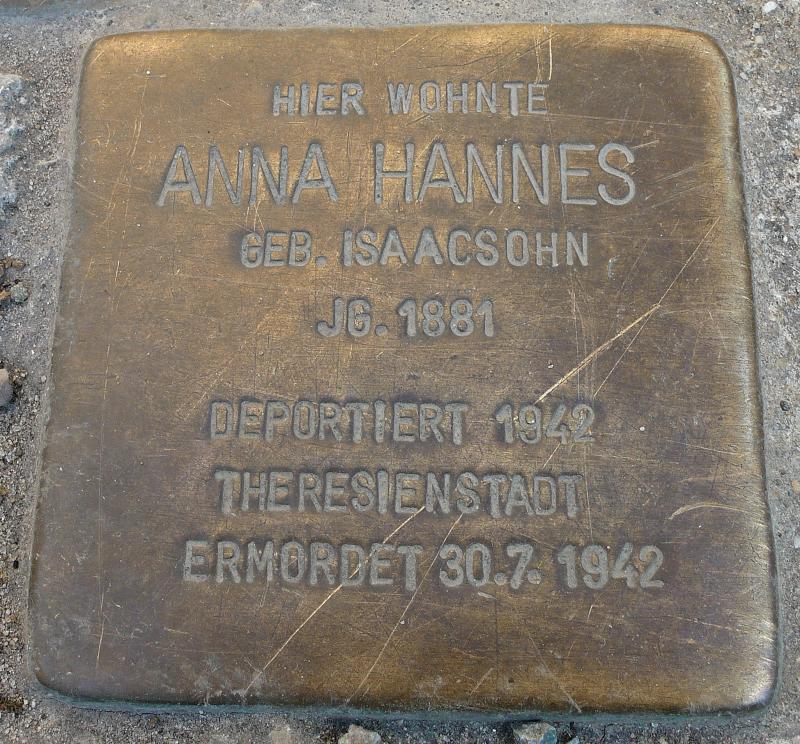 HIER WOHNTE
ANNA HANNES
GEB. ISAACSOHN
JG. 1881
DEPORTIERT 1942
THERESIENSTADT
ERMORDET 30.7. 1942